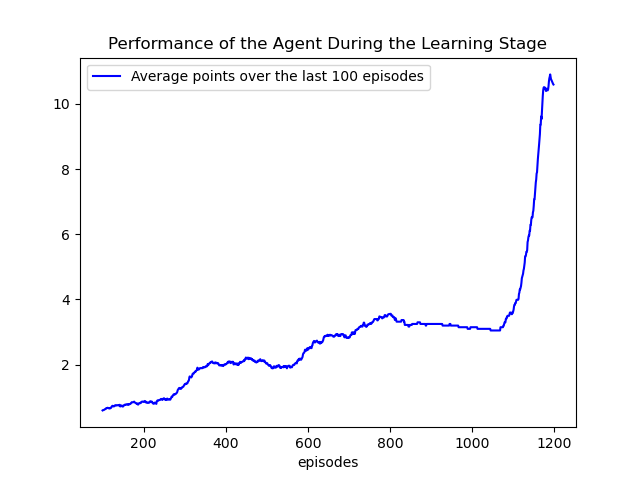 Performance of the Agent During the Learning Stage
Average points over the last 100 episodes
10
8
6
4
2
200 400 600 800 1000 1200
episodes